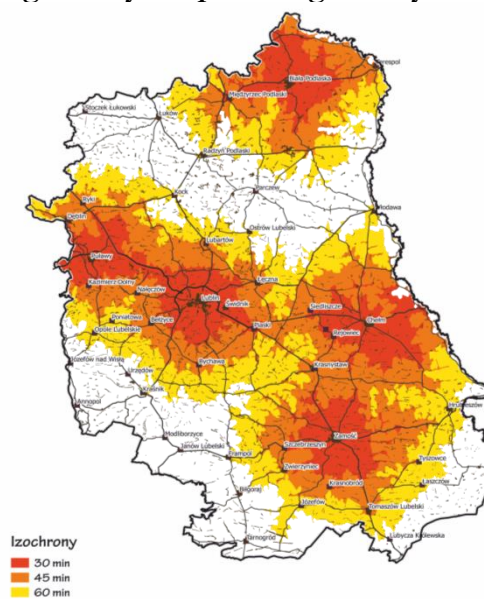 Terespol
Biała Podlaska
Międzyrzec Podlaski
Stoczek Łukowski
Łuków
Radzyń Podlaski
Parczew
Kock
Włodawa
Ryki
Dęblin
Ostrów Lubelski
Lubartów
Puławy
Łęczna
Kazimierz Dolny
Nałęczów
Lublin
Świdnik
Siedliszcze
Chełm
Poniatowa
Bełżyce
Piaski
Rejowiec
Opole Lubelskie
Józefów nad Wisłą
Bychawa
Krasnystaw
Urzędów
Kraśnik
Annopol
Hrubieszów
Modliborzyce
Zamość
Janów Lubelski
Szczebrzeszyn
Frampol
Tyszowce
Zwierzyniec
Łaszczów
Biłgoraj
Krasnobród
Józefów
Tomaszów Lubelski
Tarnogród
Lubycza Królewska
Izochrony
30 min
45 min
60 min